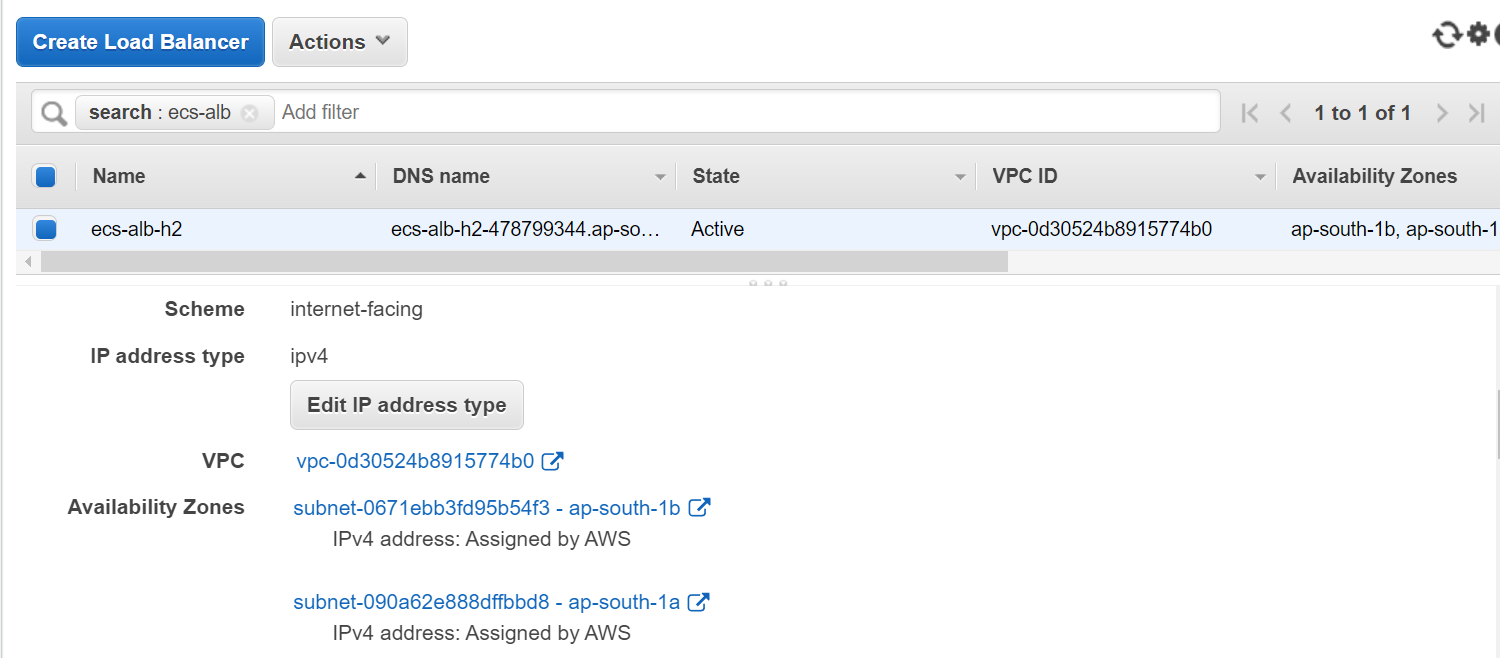 Create Load Balancer Actions
search : ecs-alb Add filter 1 to 1 of 1
Name DNS name State VPC ID Availability Zones
ecs-alb-h2 ecs-alb-h2-478799344.ap-so... Active vpc-0d30524b8915774b0 ap-south-1b, ap-south-1
Scheme internet-facing
IP address type ipv4
Edit IP address type
VPC vpc-0d30524b8915774b0
Availability Zones subnet-0671ebb3fd95b54f3 - ap-south-1b
IPv4 address: Assigned by AWS
subnet-090a62e888dffbbd8 - ap-south-1a
IPv4 address: Assigned by AWS